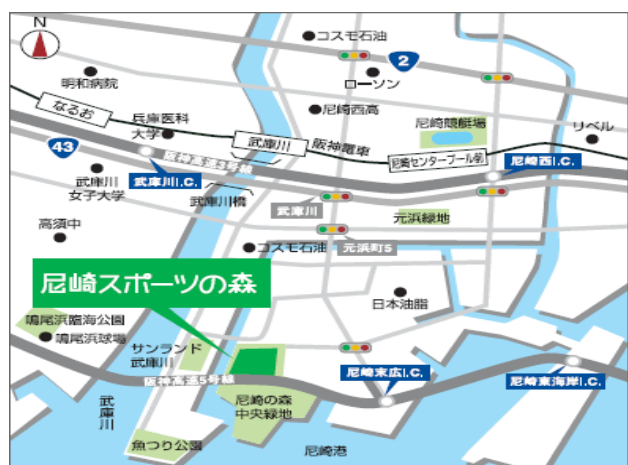 N
コスモ石油
2
ローソン
明和病院
尼崎西高
なるお
兵庫医科
大学
尼崎競艇場
リベル
武庫川
阪神電車
尼崎センタープール前
43
阪神高速3号線
尼崎西I.C.
武庫川I.C.
武庫川
女子大学
武庫川橋
武庫川
元浜緑地
高須中
コスモ石油
元浜町5
尼崎スポーツの森
日本油脂
鳴尾浜臨海公園
鳴尾浜球場
サンランド
武庫川
阪神高速5号線
尼崎末広I.C.
尼崎東海岸I.C.
武庫川
尼崎の森
中央緑地
魚つり公園
尼崎港